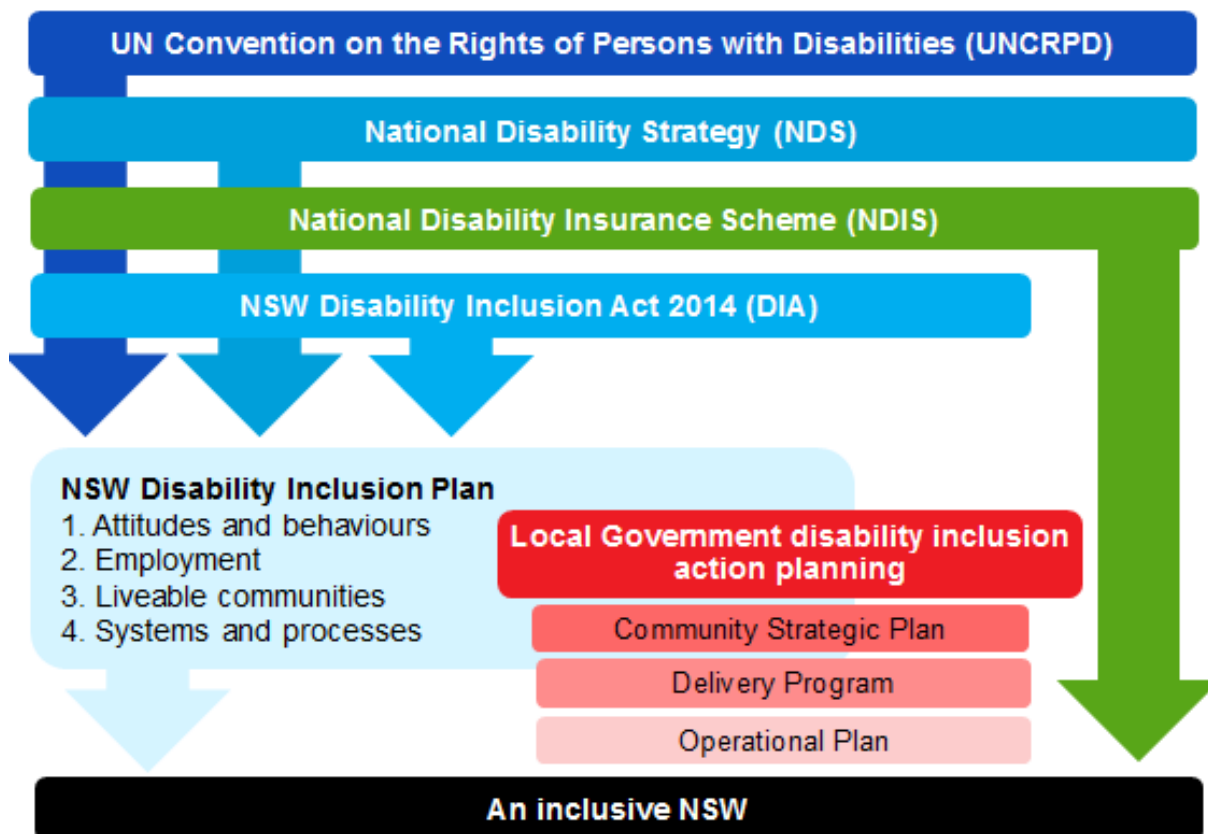 UN Convention on the Rights of Persons with Disabilities (UNCRPD)
National Disability Strategy (NDS)
National Disability Insurance Scheme (NDIS)
NSW Disability Inclusion Act 2014 (DIA)
NSW Disability Inclusion Plan
1. Attitudes and behaviours
2. Employment
3. Liveable communities
4. Systems and processes
Local Government disability inclusion
action planning
Community Strategic Plan
Delivery Program
Operational Plan
An inclusive NSW